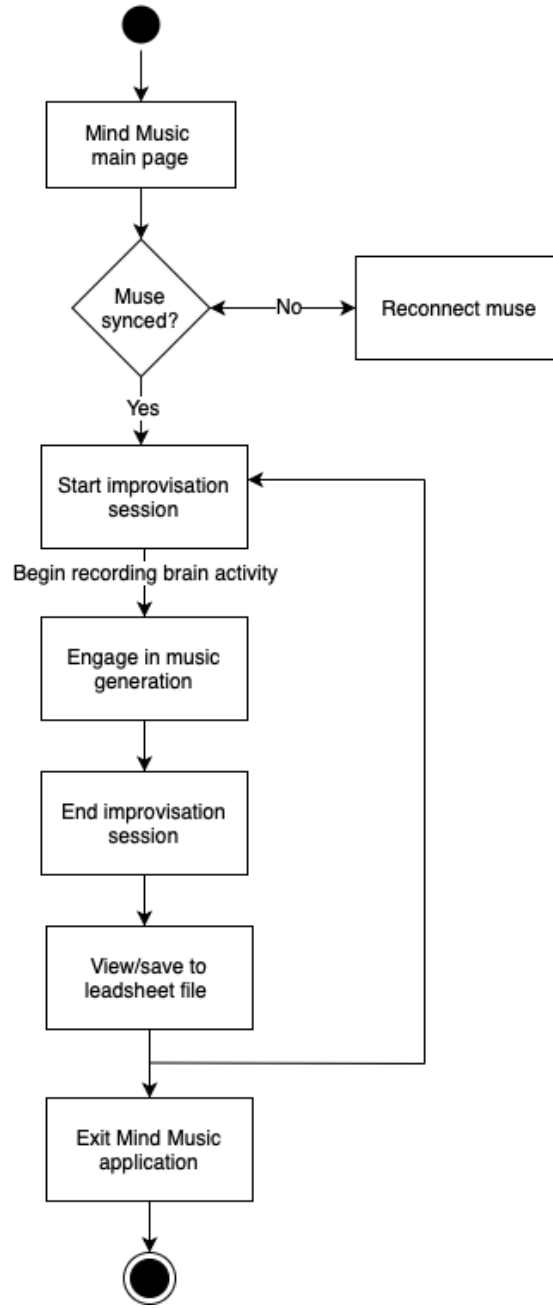 Mind Music
main page
Muse
synced?
No
Reconnect muse
Yes
Start improvisation
session
Begin recording brain activity
Engage in music
generation
End improvisation
session
View/save to
leadsheet file
Exit Mind Music
application